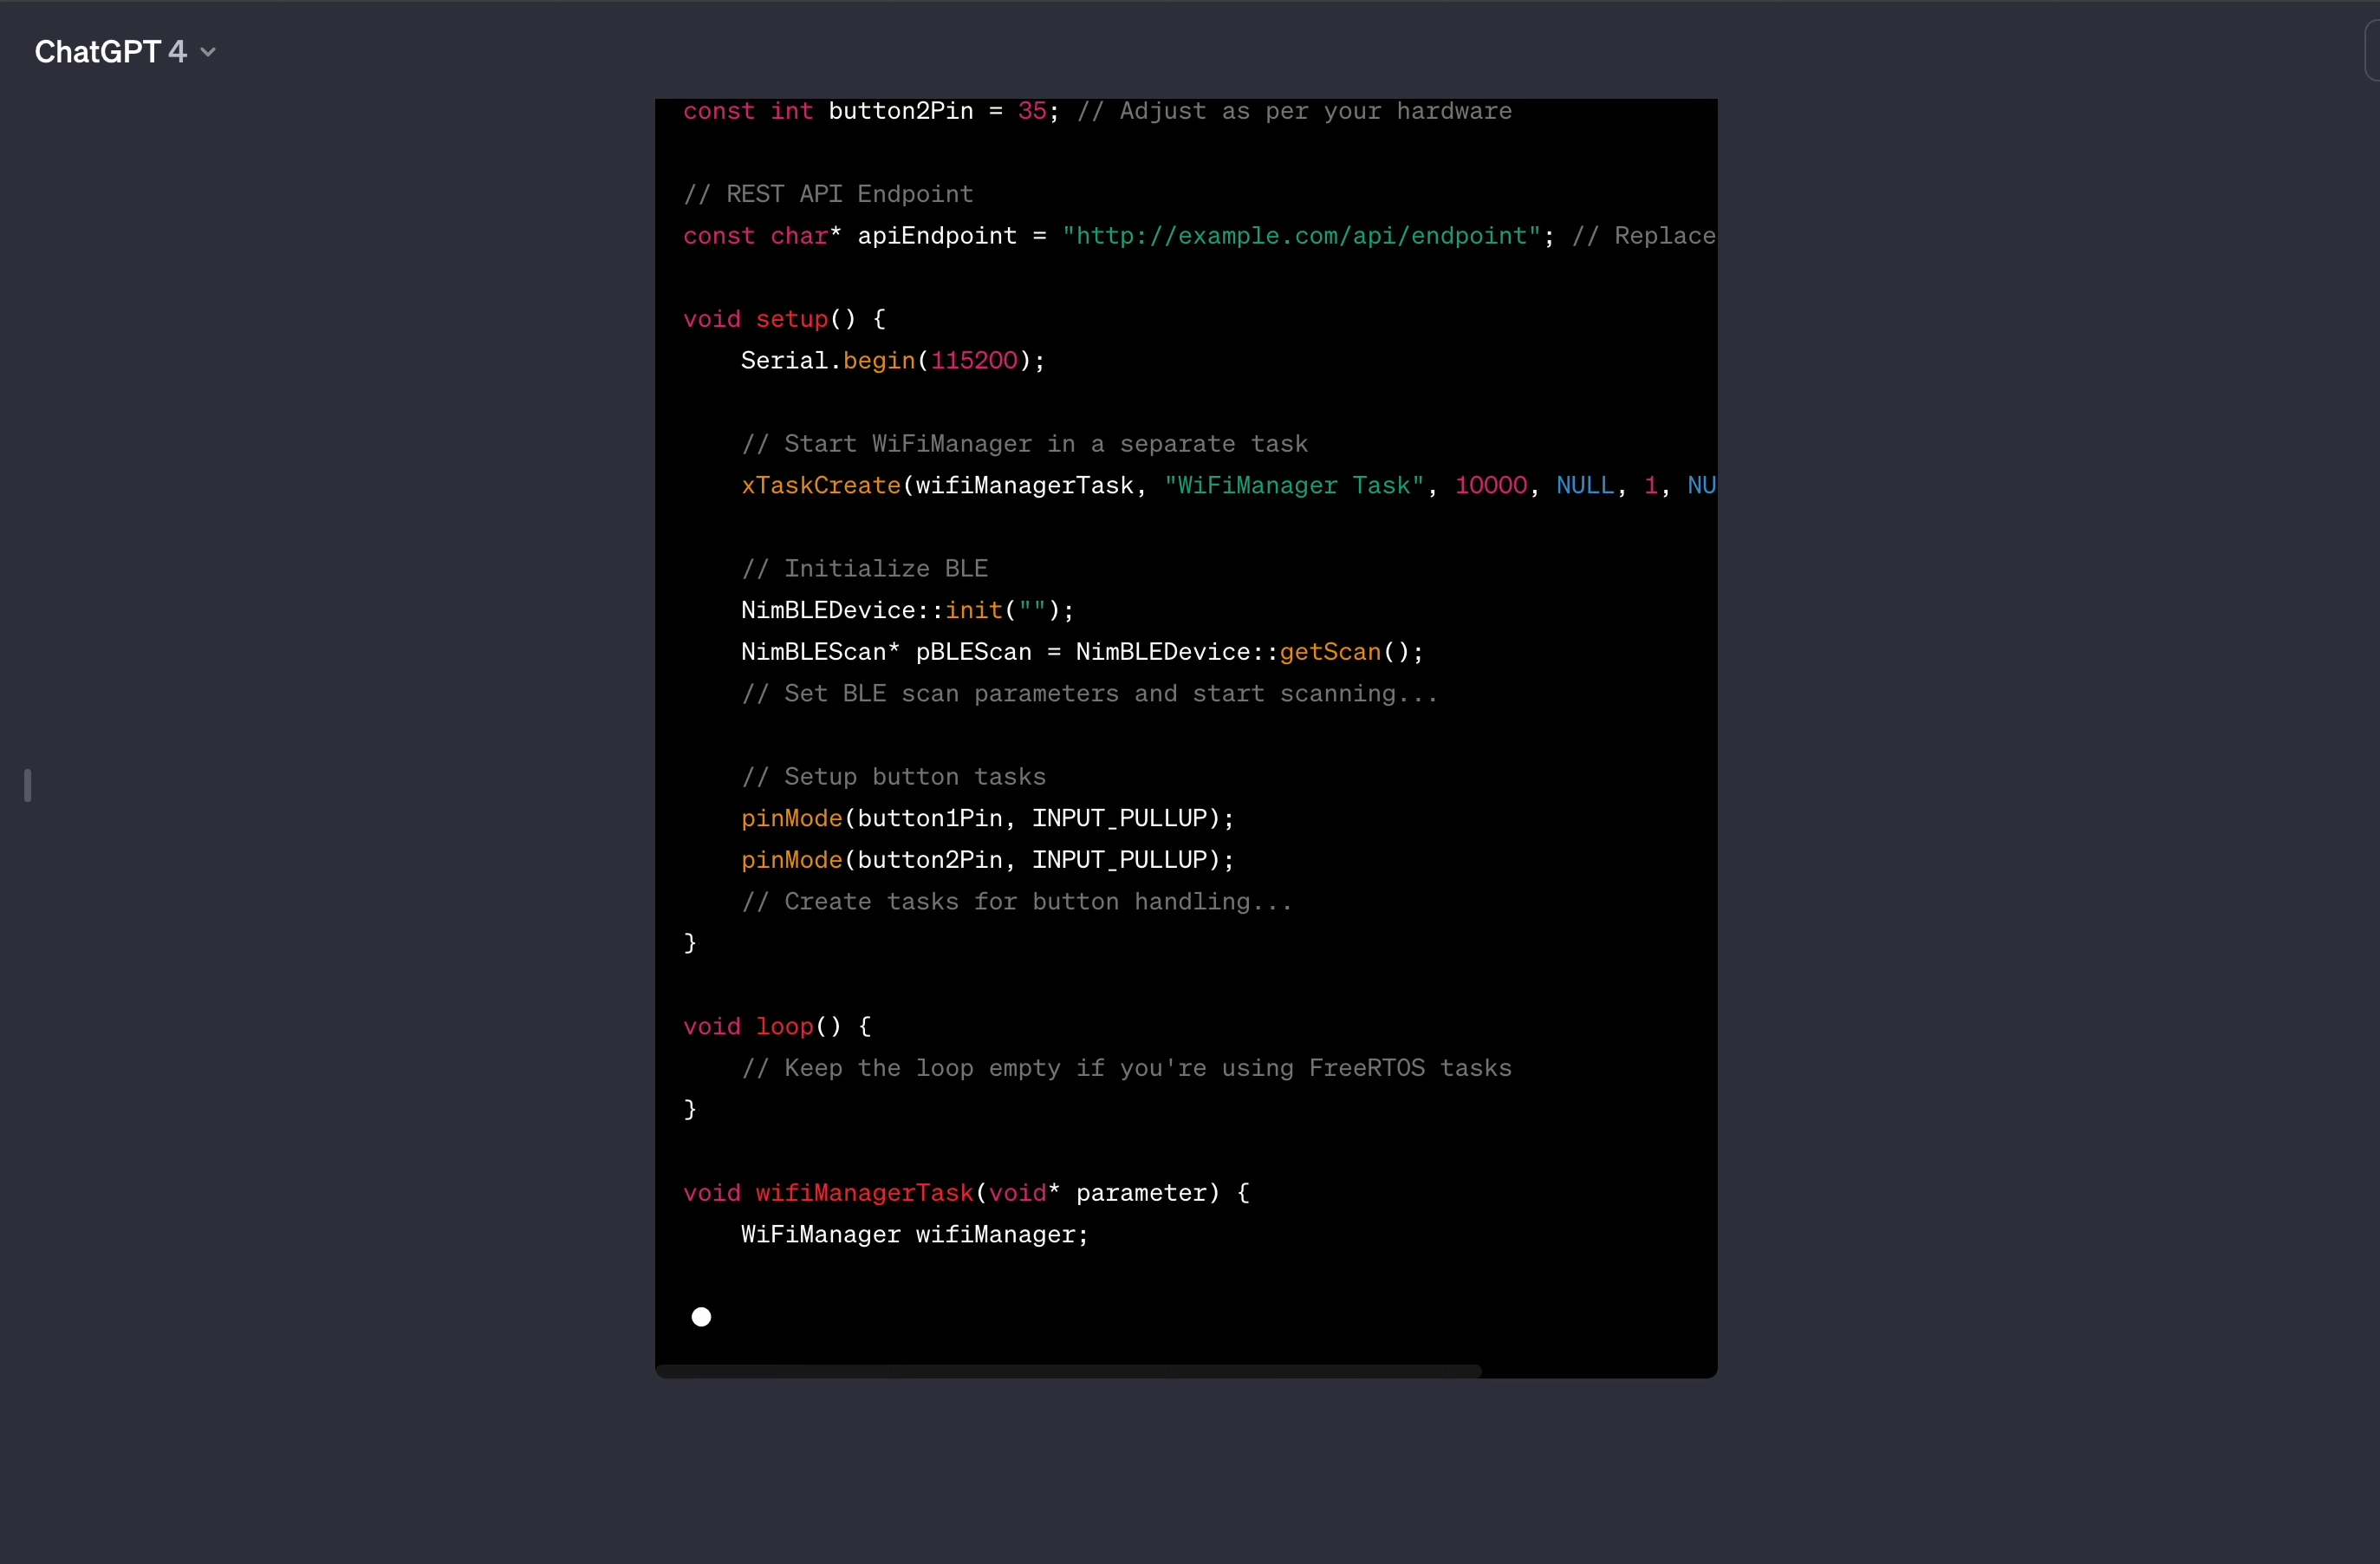 ChatGPT 4
const int button2Pin = 35; // Adjust as per your hardware
// REST API Endpoint
const char* apiEndpoint = "http://example.com/api/endpoint"; // Replace
void setup() {
Serial.begin(115200);
// Start WiFiManager in a separate task
xTaskCreate(wifiManagerTask, "WiFiManager Task", 10000, NULL, 1, NU
// Initialize BLE
NimBLEDevice::init("");
NimBLEScan* pBLEScan = NimBLEDevice::getScan();
// Set BLE scan parameters and start scanning...
// Setup button tasks
pinMode(button1Pin, INPUT_PULLUP);
pinMode(button2Pin, INPUT_PULLUP);
// Create tasks for button handling...
}
void loop() {
// Keep the loop empty if you're using FreeRTOS tasks
}
void wifiManagerTask(void* parameter) {
WiFiManager wifiManager;